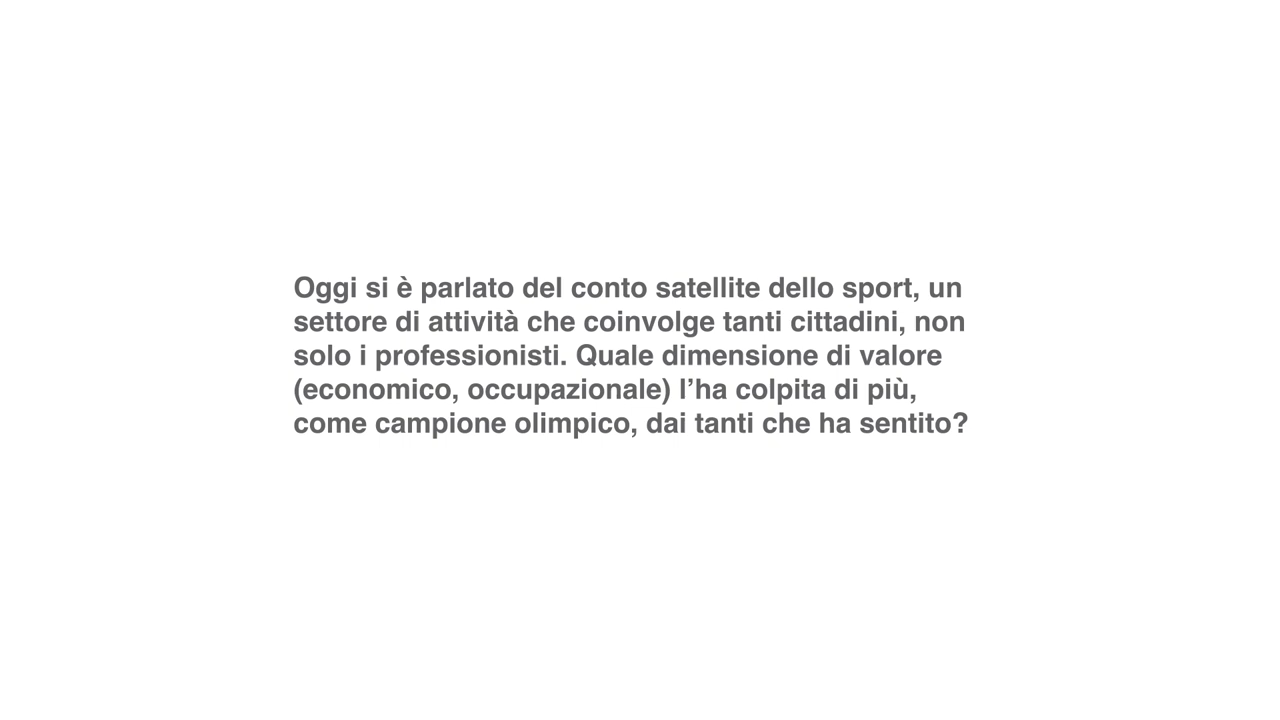 Oggi si è parlato del conto satellite dello sport, un
settore di attività che coinvolge tanti cittadini, non
solo i professionisti. Quale dimensione di valore
(economico, occupazionale) l’ha colpita di più,
come campione olimpico, dai tanti che ha sentito?